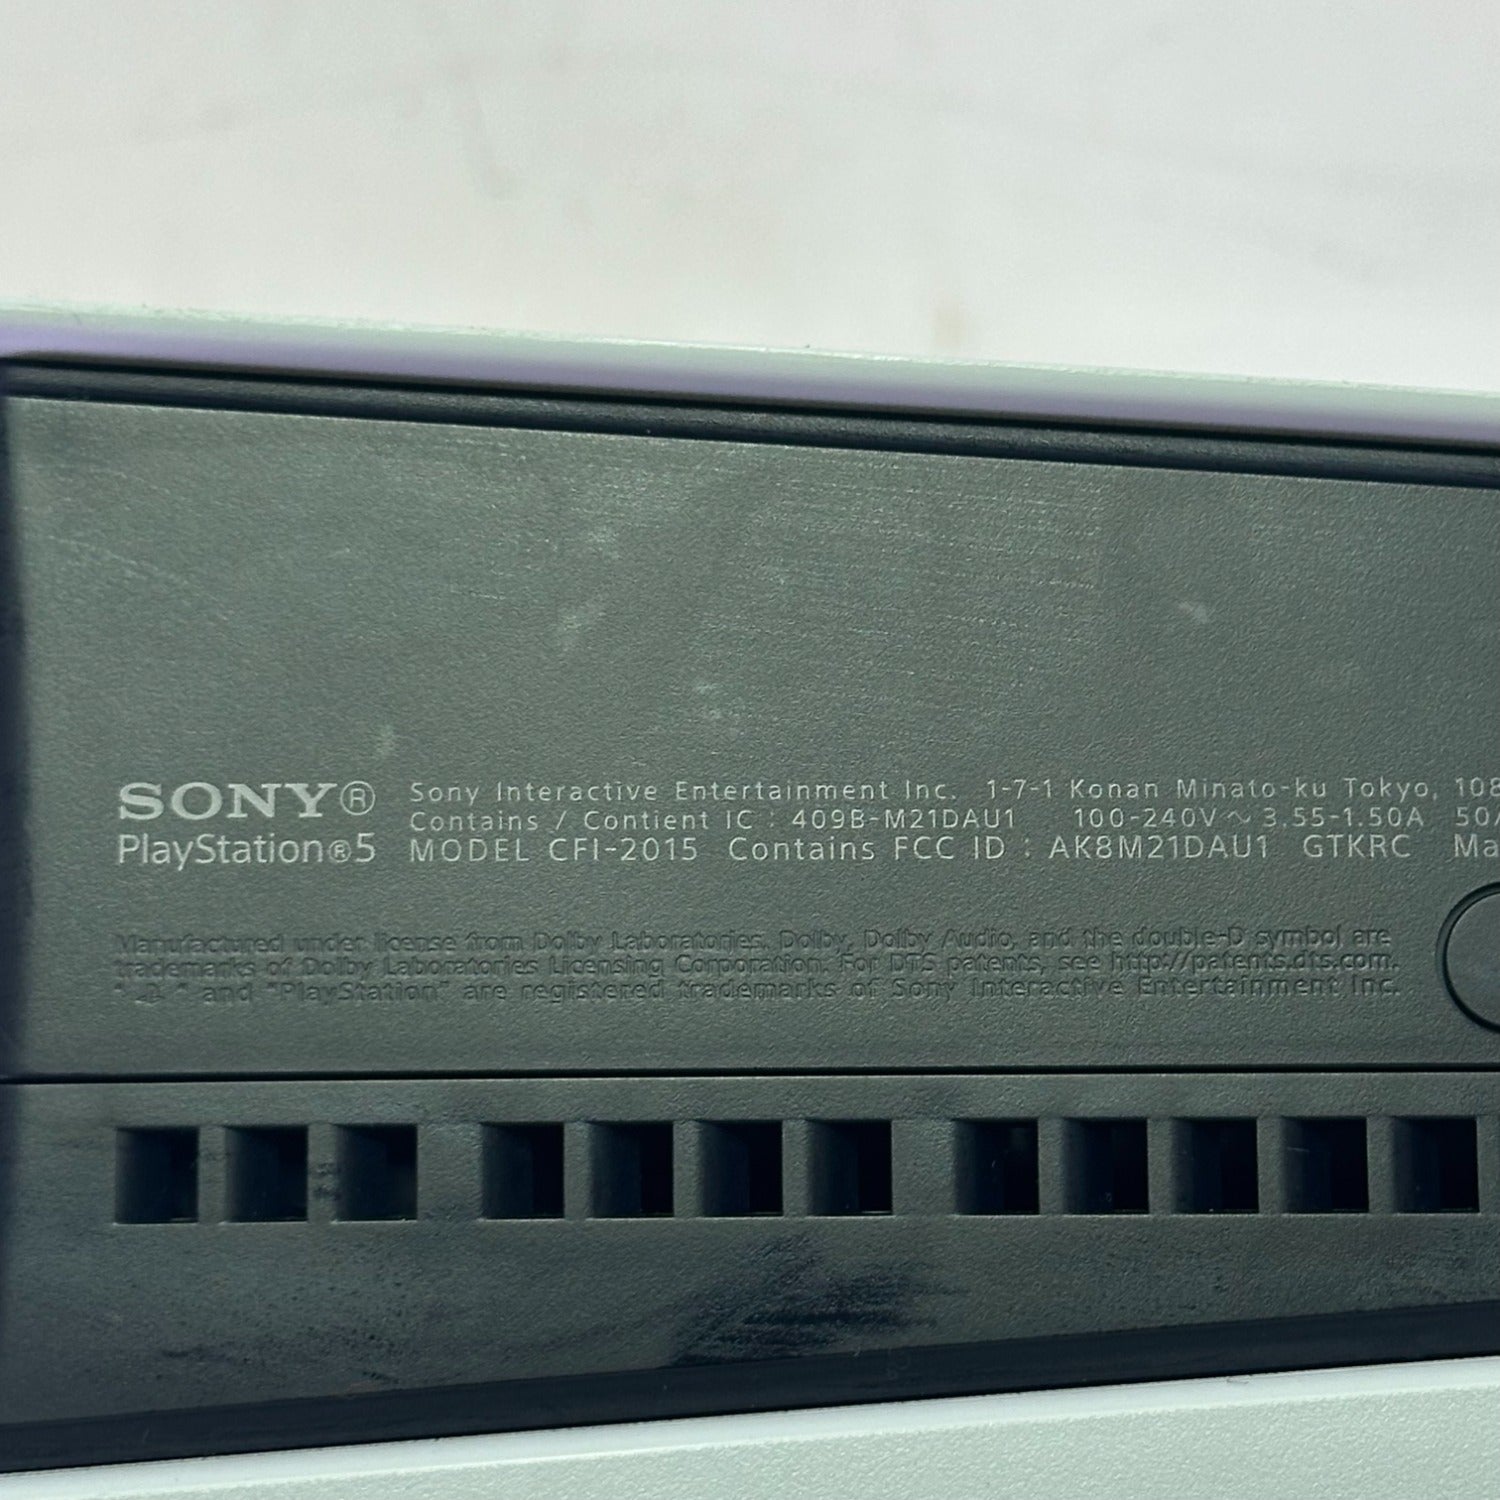 SONY®
PlayStation®5
Sony Interactive Entertainment Inc. 1-7-1 Konan Minato-ku Tokyo, 108
Contains / Contient IC : 409B-M21DAU1 100-240V ~ 3.55-1.50A 50/
MODEL CFI-2015 Contains FCC ID : AK8M21DAU1 GTKRC Ma
Manufactured under license from Dolby Laboratories. Dolby, Dolby Audio, and the double-D symbol are
trademarks of Dolby Laboratories Licensing Corporation. For DTS patents, see http://patents.dts.com.
" " and "PlayStation" are registered trademarks of Sony Interactive Entertainment Inc.